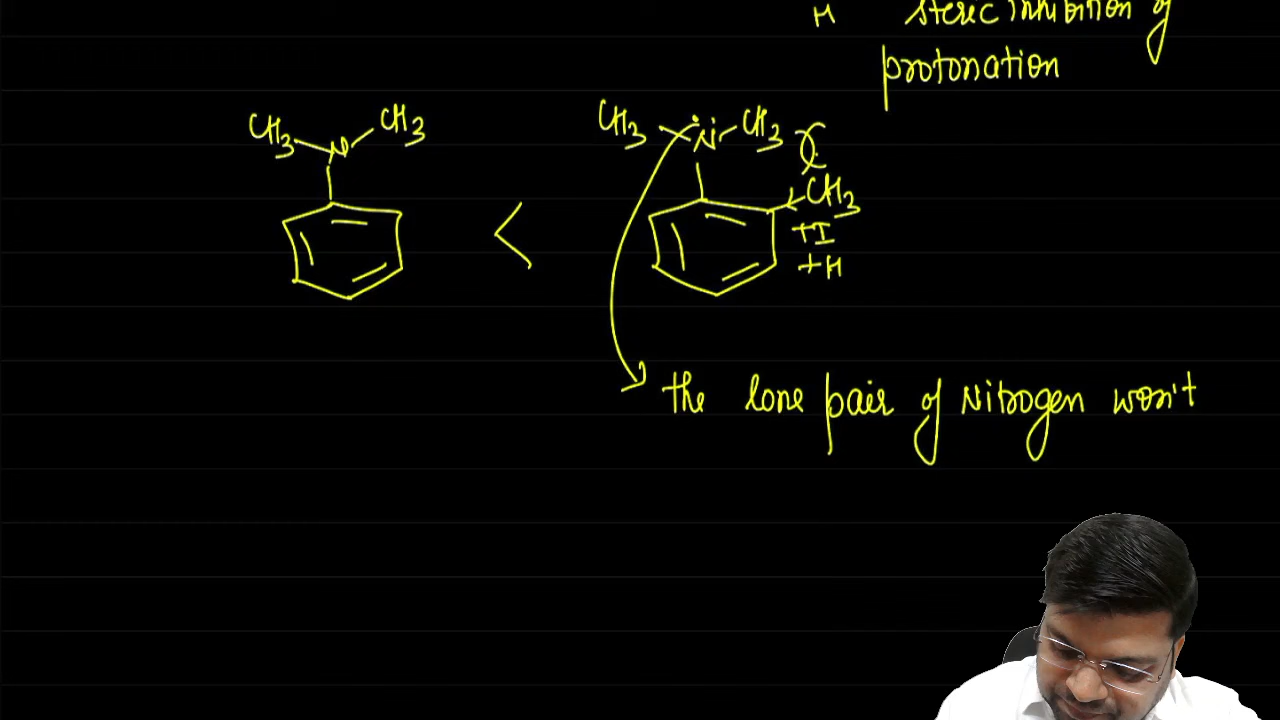 H steric inhibition of
protonation
CH3 N CH3
CH3 N CH3
CH3
<
+I
+H
the lone pair of Nitrogen won't